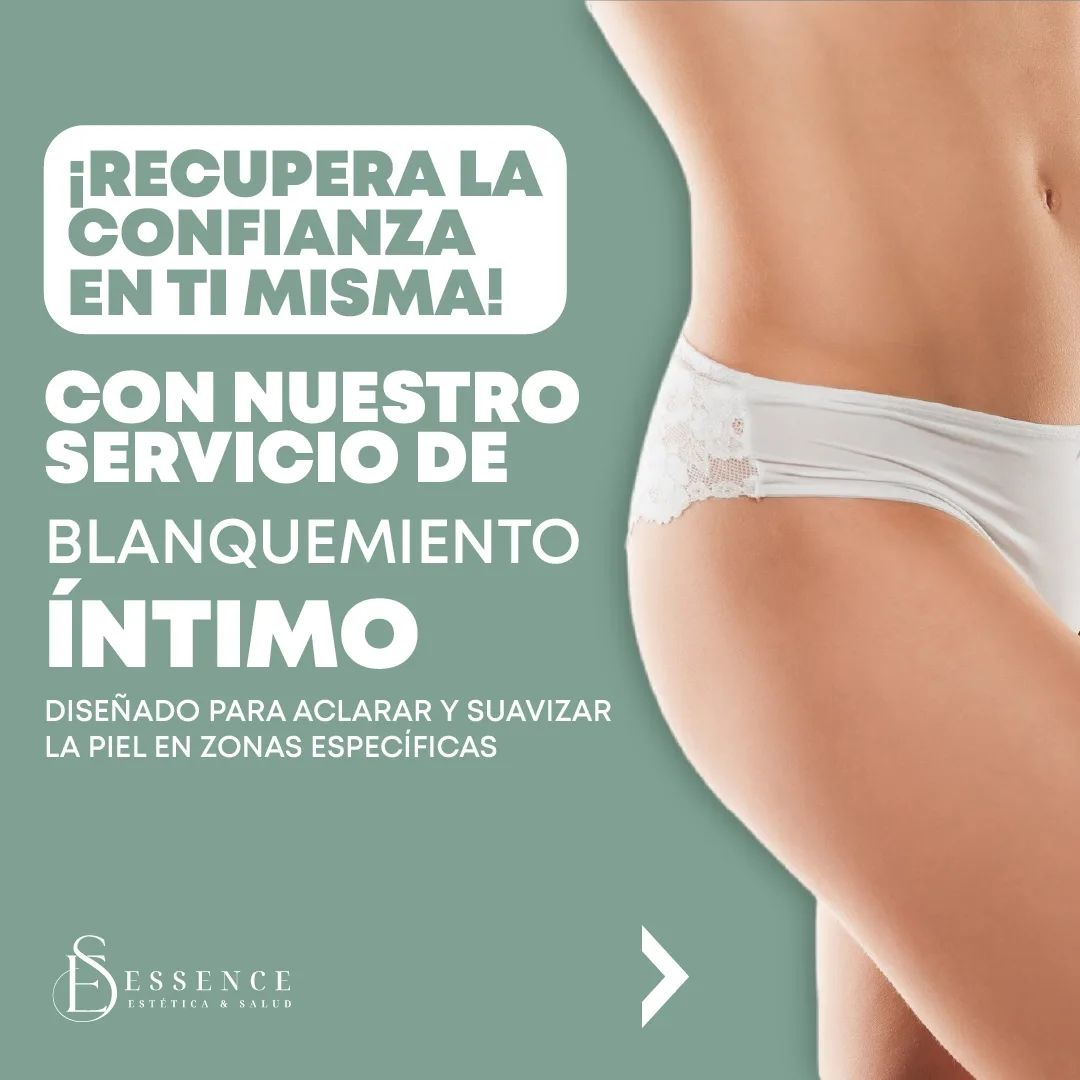 ¡RECUPERA LA
CONFIANZA
EN TI MISMA!
CON NUESTRO
SERVICIO DE
BLANQUEMIENTO
ÍNTIMO
DISEÑADO PARA ACLARAR Y SUAVIZAR
LA PIEL EN ZONAS ESPECÍFICAS
ES
ESSENCE
ESTÉTICA & SALUD